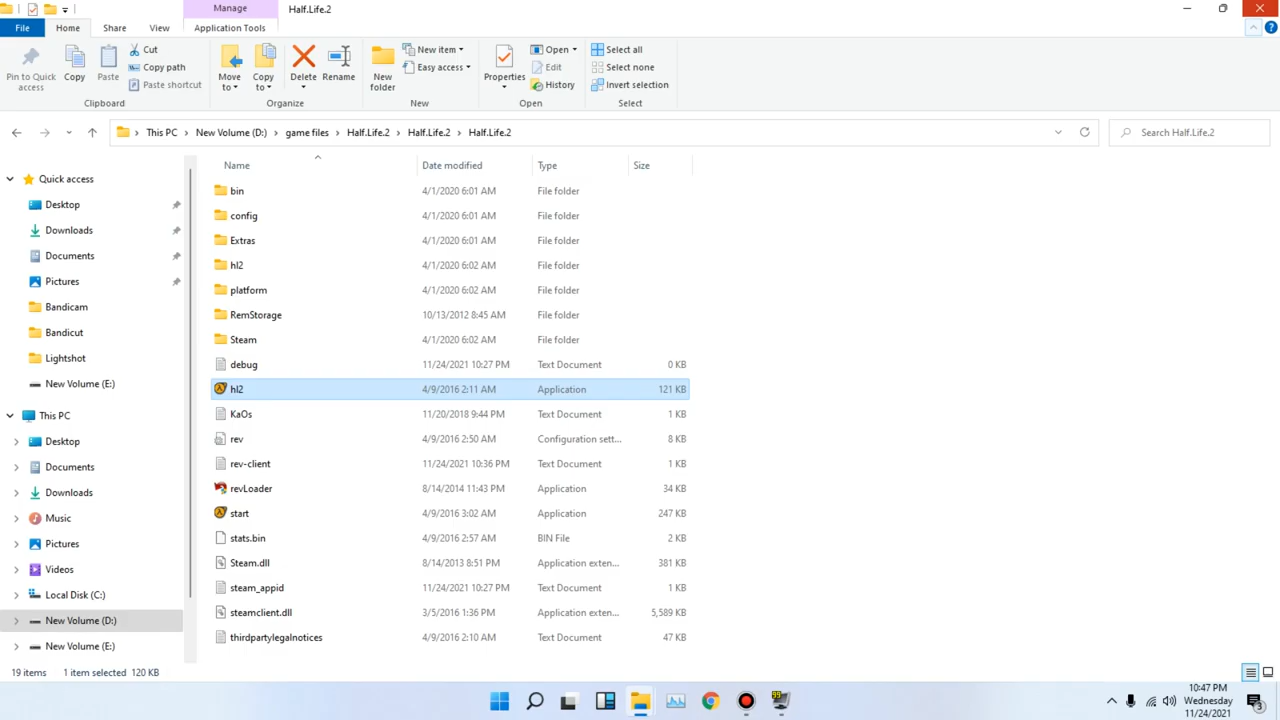 Manage
Half.Life.2
File
Home
Share
View
Application Tools
Pin to Quick access
Copy
Paste
Cut
Copy path
Paste shortcut
Clipboard
Move to
Copy to
Delete
Rename
Organize
New folder
New item
Easy access
New
Properties
Open
Edit
History
Open
Select all
Select none
Invert selection
Select
This PC > New Volume (D:) > game files > Half.Life.2 > Half.Life.2 > Half.Life.2
Search Half.Life.2
Quick access
Desktop
Downloads
Documents
Pictures
Bandicam
Bandicut
Lightshot
New Volume (E:)
This PC
Desktop
Documents
Downloads
Music
Pictures
Videos
Local Disk (C:)
New Volume (D:)
New Volume (E:)
Name Date modified Type Size
bin 4/1/2020 6:01 AM File folder
config 4/1/2020 6:01 AM File folder
Extras 4/1/2020 6:01 AM File folder
hl2 4/1/2020 6:02 AM File folder
platform 4/1/2020 6:02 AM File folder
RemStorage 10/13/2012 8:45 AM File folder
Steam 4/1/2020 6:02 AM File folder
debug 11/24/2021 10:27 PM Text Document 0 KB
hl2 4/9/2016 2:11 AM Application 121 KB
KaOs 11/20/2018 9:44 PM Text Document 1 KB
rev 4/9/2016 2:50 AM Configuration sett... 8 KB
rev-client 11/24/2021 10:36 PM Text Document 1 KB
revLoader 8/14/2014 11:43 PM Application 34 KB
start 4/9/2016 3:02 AM Application 247 KB
stats.bin 4/9/2016 2:57 AM BIN File 2 KB
Steam.dll 8/14/2013 8:51 PM Application exten... 381 KB
steam_appid 11/24/2021 10:27 PM Text Document 1 KB
steamclient.dll 3/5/2016 1:36 PM Application exten... 5,589 KB
thirdpartylegalnotices 4/9/2016 2:10 AM Text Document 47 KB
19 items 1 item selected 120 KB
99
10:47 PM
Wednesday
11/24/2021
3